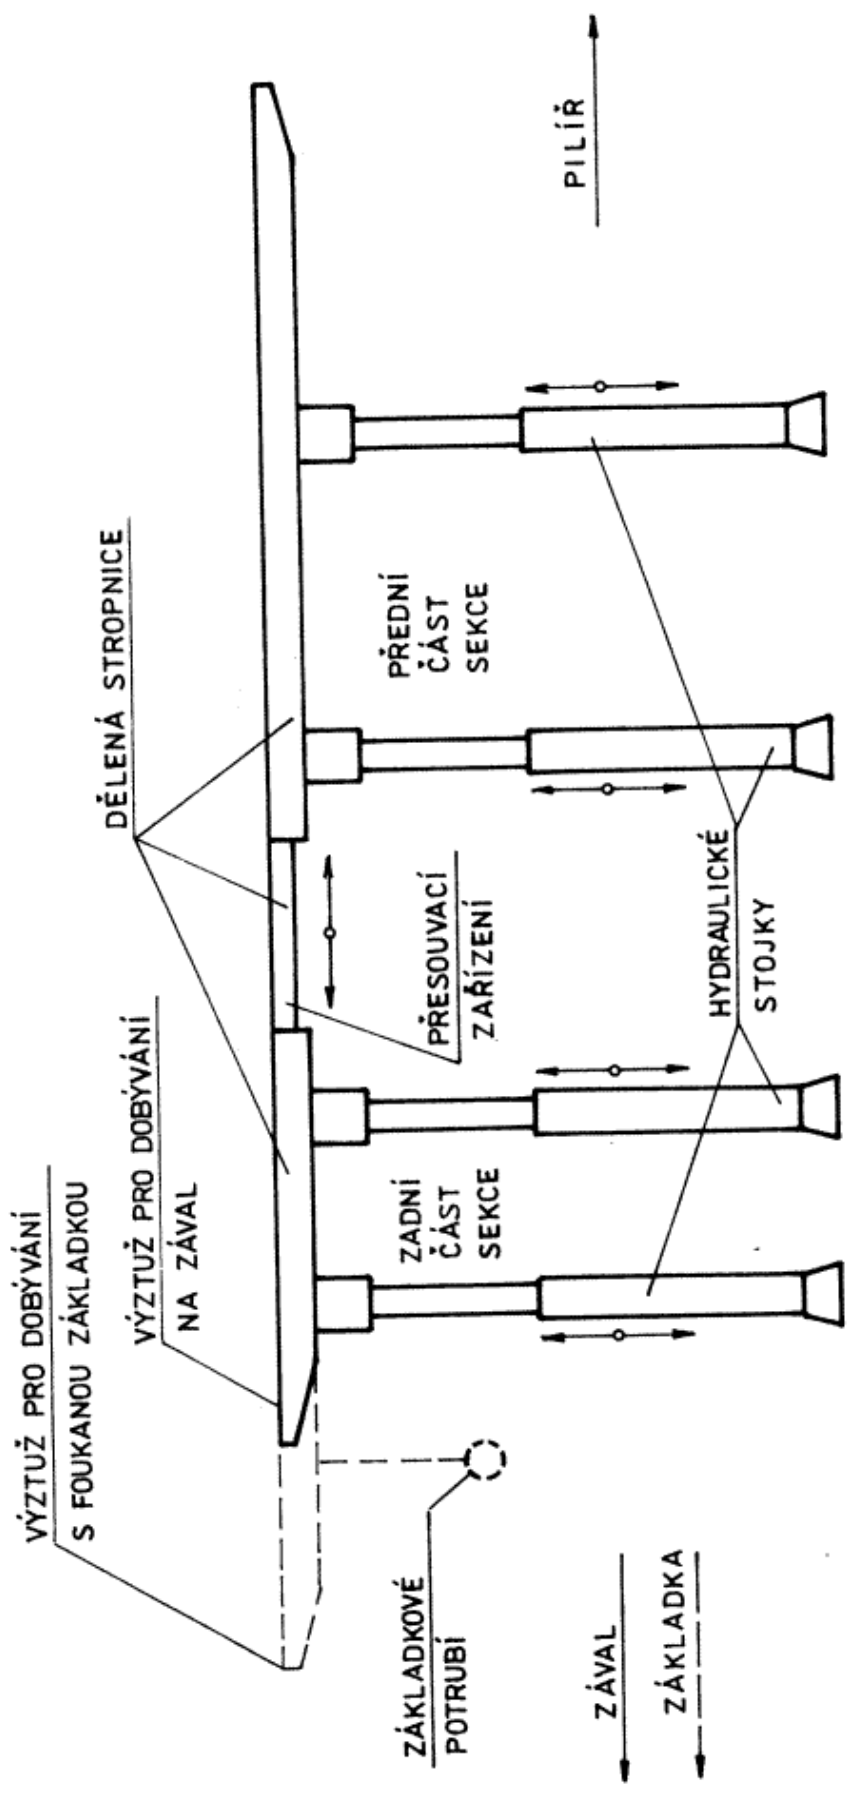 VÝZTUŽ PRO DOBÝVÁNÍ
S FOUKANOU ZÁKLADKOU
VÝZTUŽ PRO DOBÝVÁNÍ
NA ZÁVAL
DĚLENÁ STROPNICE
ZÁKLADKOVÉ
POTRUBÍ
ZADNÍ
ČÁST
SEKCE
PŘESOUVACÍ
ZAŘÍZENÍ
PŘEDNÍ
ČÁST
SEKCE
PILÍŘ
ZÁVAL
ZÁKLADKA
HYDRAULICKÉ
STOJKY